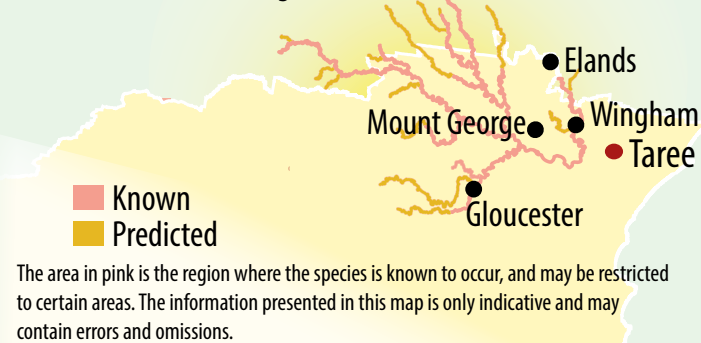 Elands
Wingham
Mount George
Taree
Known
Gloucester
Predicted
The area in pink is the region where the species is known to occur, and may be restricted
to certain areas. The information presented in this map is only indicative and may
contain errors and omissions.